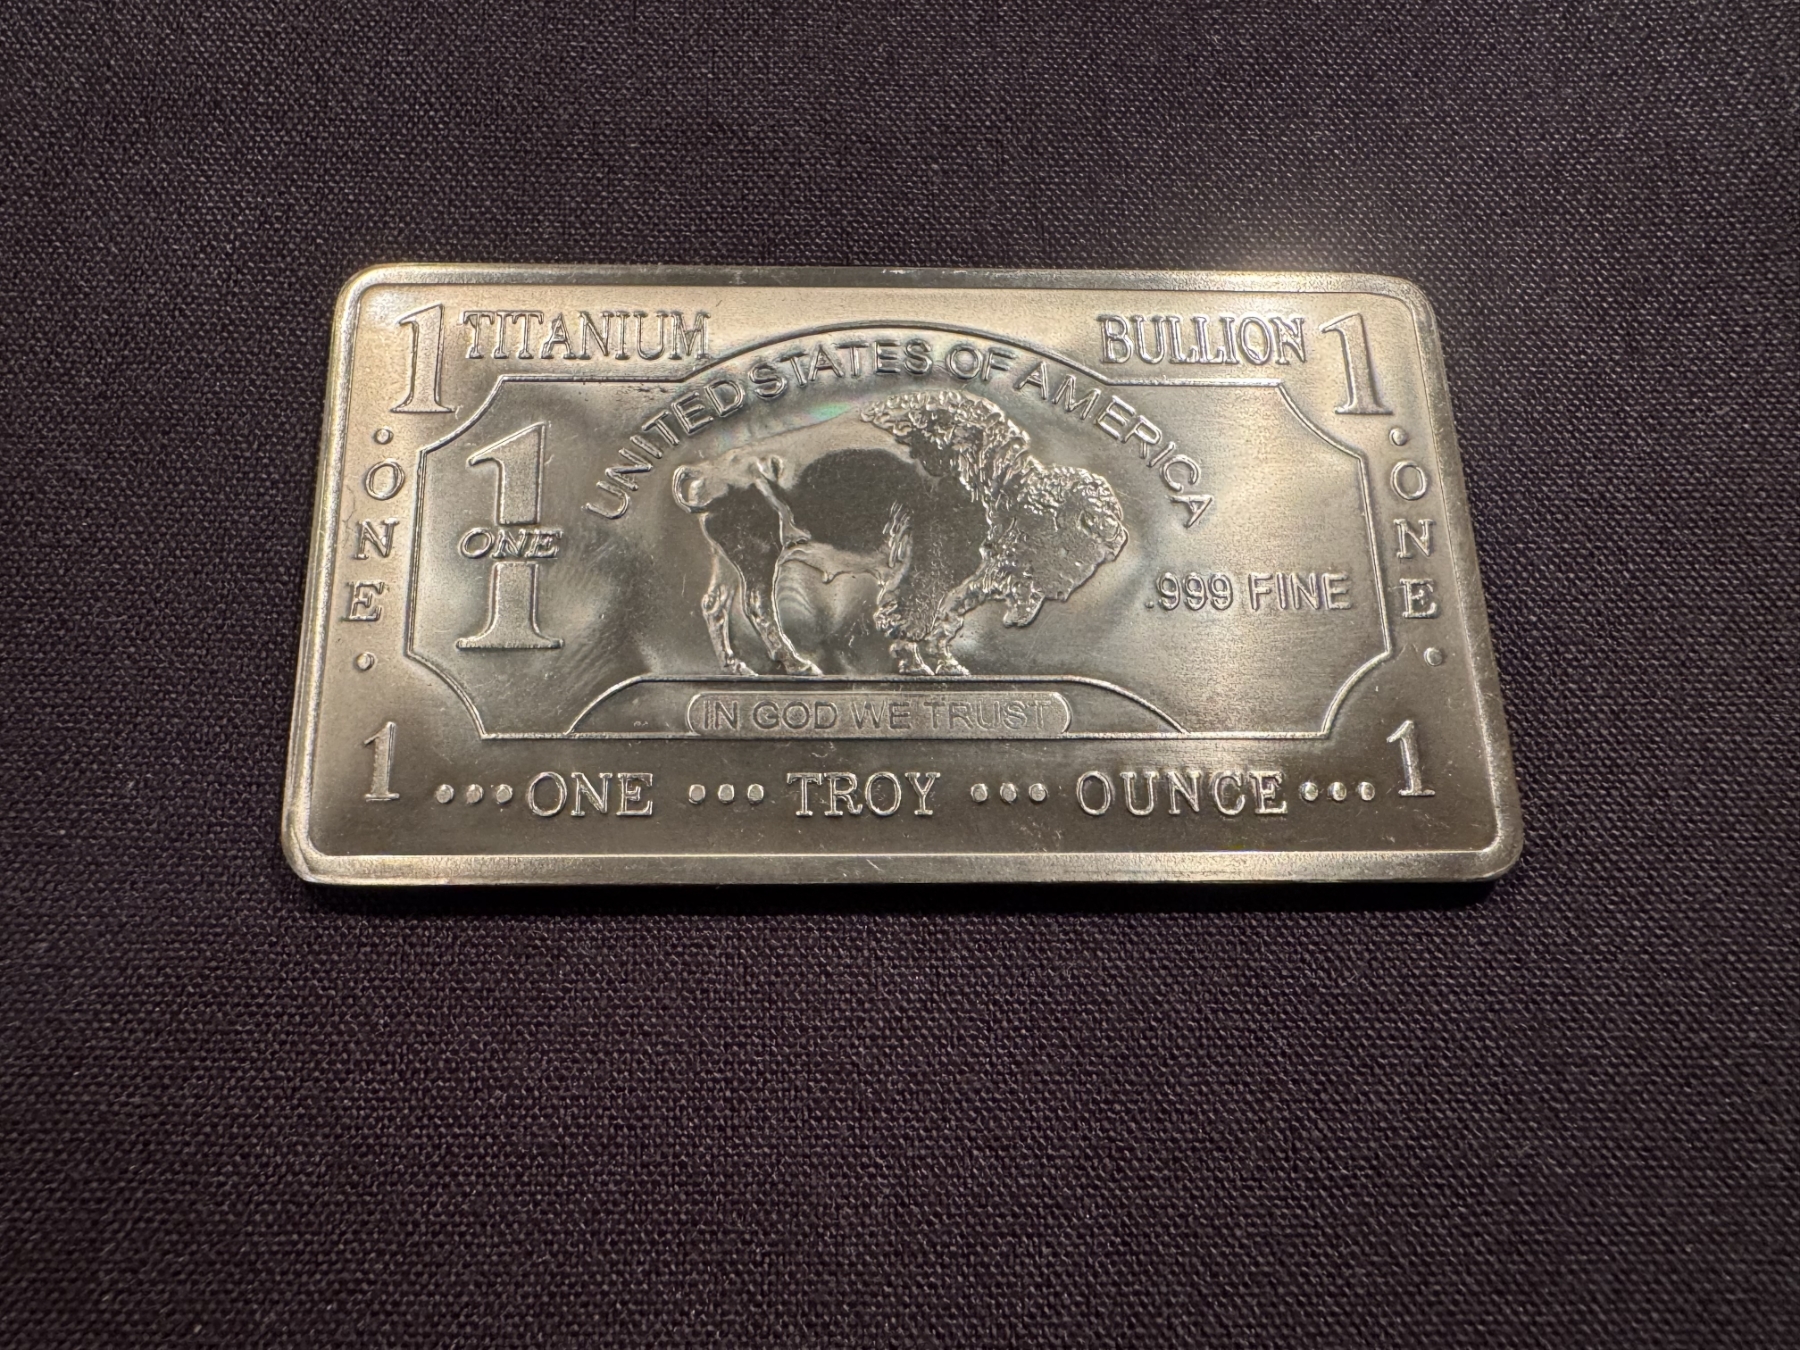 1 TITANIUM BULLION 1
UNITED STATES OF AMERICA
·ONE·
1
ONE
.999 FINE
·ONE·
IN GOD WE TRUST
1 •••ONE ••• TROY ••• OUNCE••• 1